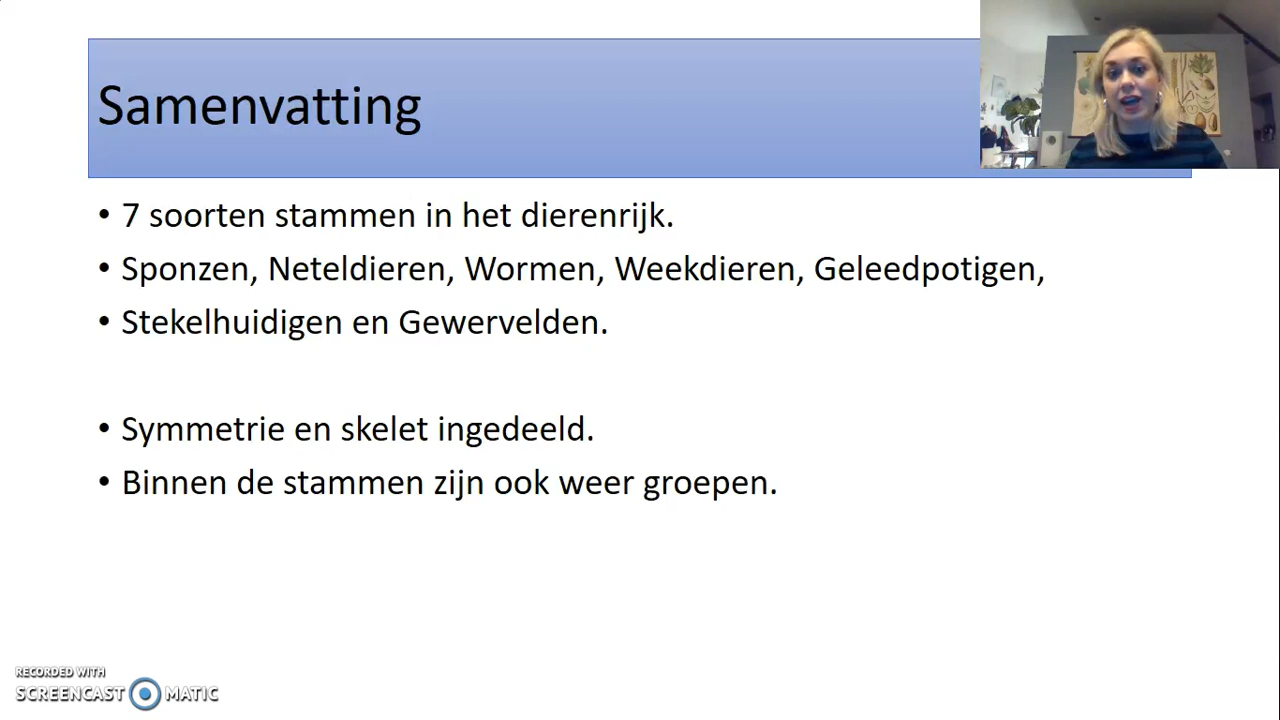 Samenvatting
• 7 soorten stammen in het dierenrijk.
• Sponzen, Neteldieren, Wormen, Weekdieren, Geleedpotigen,
• Stekelhuidigen en Gewervelden.
• Symmetrie en skelet ingedeeld.
• Binnen de stammen zijn ook weer groepen.
RECORDED WITH
SCREENCAST MATIC